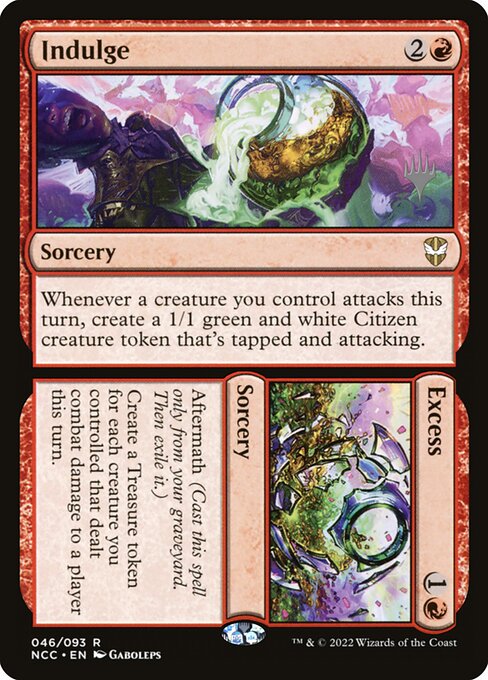 Indulge
2
Sorcery
Whenever a creature you control attacks this
turn, create a 1/1 green and white Citizen
creature token that's tapped and attacking.
Excess
1
Sorcery
Aftermath (Cast this spell
only from your graveyard.
Then exile it.)
Create a Treasure token
for each creature you
controlled that dealt
combat damage to a player
this turn.
046/093 R
NCC • EN Gaboleps
™ & © 2022 Wizards of the Coast